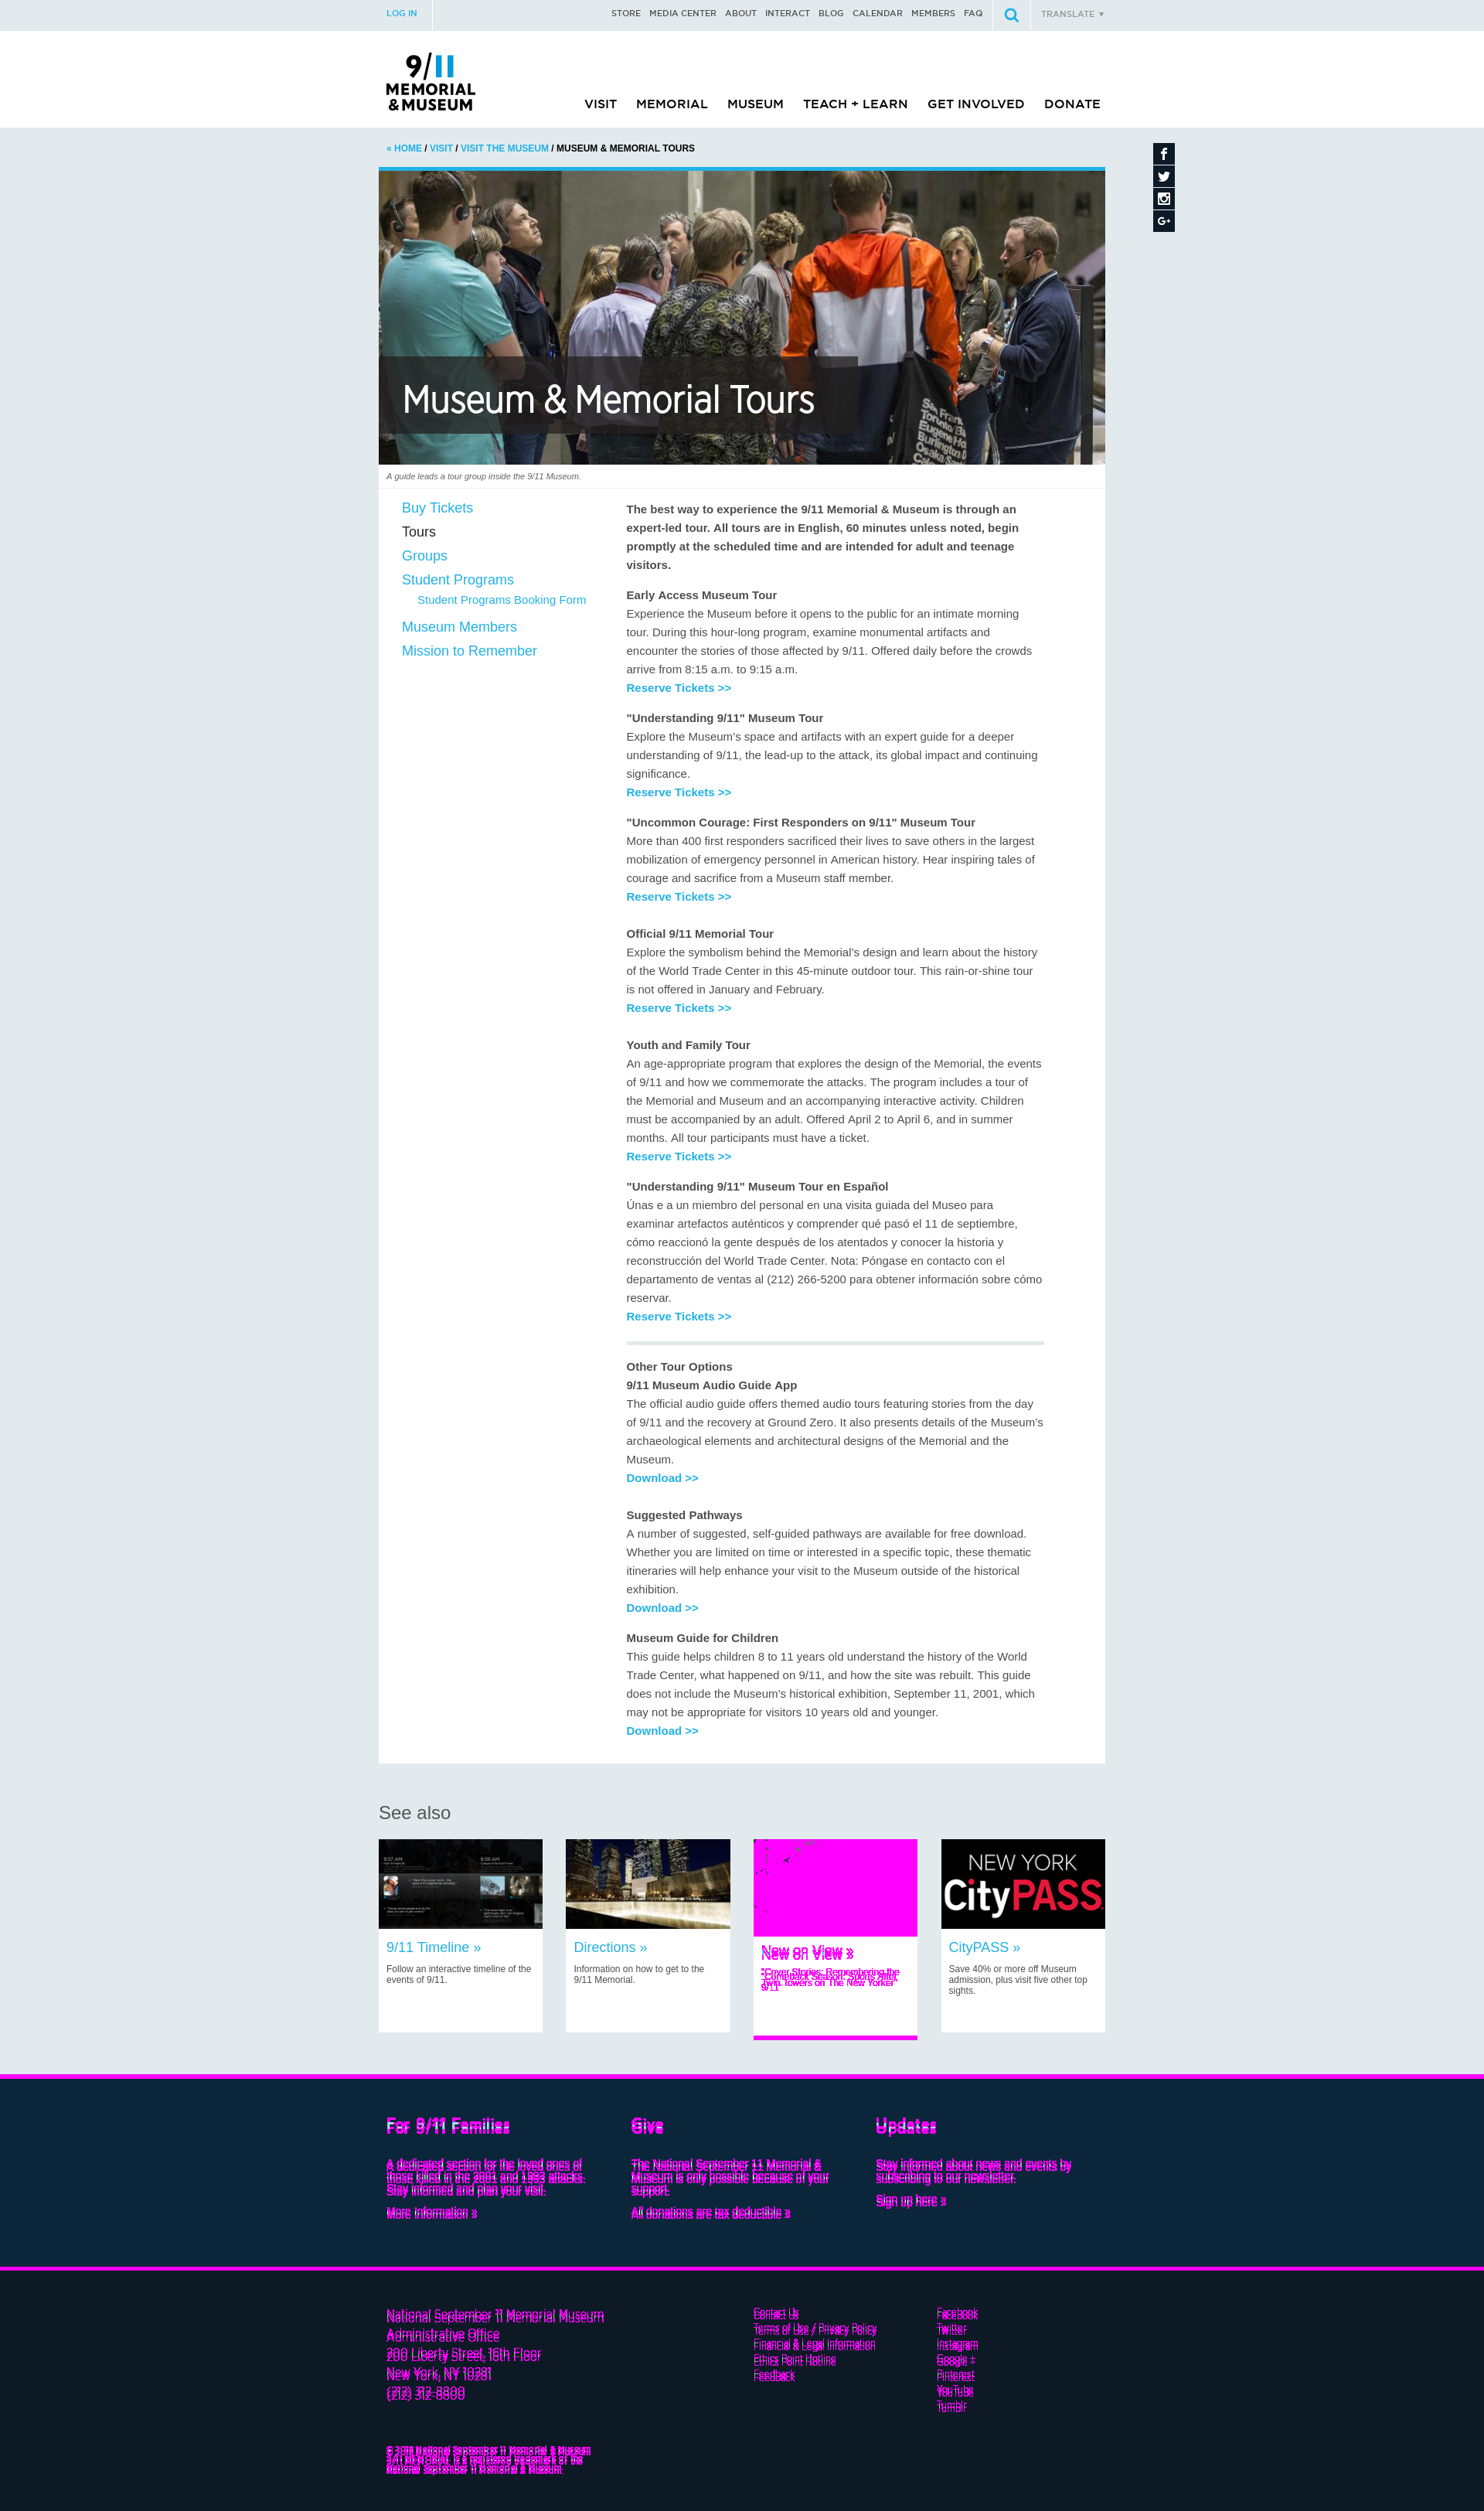 LOG IN
STORE MEDIA CENTER ABOUT INTERACT BLOG CALENDAR MEMBERS FAQ
TRANSLATE ▼
9/11
MEMORIAL
&MUSEUM
VISIT MEMORIAL MUSEUM TEACH + LEARN GET INVOLVED DONATE
« HOME / VISIT / VISIT THE MUSEUM / MUSEUM & MEMORIAL TOURS
Museum & Memorial Tours
A guide leads a tour group inside the 9/11 Museum.
Buy Tickets
Tours
Groups
Student Programs
Student Programs Booking Form
Museum Members
Mission to Remember
The best way to experience the 9/11 Memorial & Museum is through an
expert-led tour. All tours are in English, 60 minutes unless noted, begin
promptly at the scheduled time and are intended for adult and teenage
visitors.
Early Access Museum Tour
Experience the Museum before it opens to the public for an intimate morning
tour. During this hour-long program, examine monumental artifacts and
encounter the stories of those affected by 9/11. Offered daily before the crowds
arrive from 8:15 a.m. to 9:15 a.m.
Reserve Tickets >>
"Understanding 9/11" Museum Tour
Explore the Museum's space and artifacts with an expert guide for a deeper
understanding of 9/11, the lead-up to the attack, its global impact and continuing
significance.
Reserve Tickets >>
"Uncommon Courage: First Responders on 9/11" Museum Tour
More than 400 first responders sacrificed their lives to save others in the largest
mobilization of emergency personnel in American history. Hear inspiring tales of
courage and sacrifice from a Museum staff member.
Reserve Tickets >>
Official 9/11 Memorial Tour
Explore the symbolism behind the Memorial's design and learn about the history
of the World Trade Center in this 45-minute outdoor tour. This rain-or-shine tour
is not offered in January and February.
Reserve Tickets >>
Youth and Family Tour
An age-appropriate program that explores the design of the Memorial, the events
of 9/11 and how we commemorate the attacks. The program includes a tour of
the Memorial and Museum and an accompanying interactive activity. Children
must be accompanied by an adult. Offered April 2 to April 6, and in summer
months. All tour participants must have a ticket.
Reserve Tickets >>
"Understanding 9/11" Museum Tour en Español
Únas e a un miembro del personal en una visita guiada del Museo para
examinar artefactos auténticos y comprender qué pasó el 11 de septiembre,
cómo reaccionó la gente después de los atentados y conocer la historia y
reconstrucción del World Trade Center. Nota: Póngase en contacto con el
departamento de ventas al (212) 266-5200 para obtener información sobre cómo
reservar.
Reserve Tickets >>
Other Tour Options
9/11 Museum Audio Guide App
The official audio guide offers themed audio tours featuring stories from the day
of 9/11 and the recovery at Ground Zero. It also presents details of the Museum's
archaeological elements and architectural designs of the Memorial and the
Museum.
Download >>
Suggested Pathways
A number of suggested, self-guided pathways are available for free download.
Whether you are limited on time or interested in a specific topic, these thematic
itineraries will help enhance your visit to the Museum outside of the historical
exhibition.
Download >>
Museum Guide for Children
This guide helps children 8 to 11 years old understand the history of the World
Trade Center, what happened on 9/11, and how the site was rebuilt. This guide
does not include the Museum's historical exhibition, September 11, 2001, which
may not be appropriate for visitors 10 years old and younger.
Download >>
See also
9:57 AM 9:59 AM
NEW YORK
CityPASS
9/11 Timeline »
Follow an interactive timeline of the
events of 9/11.
Directions »
Information on how to get to the
9/11 Memorial.
New on View »
CityPASS »
Save 40% or more off Museum
admission, plus visit five other top
sights.
For 9/11 Families
A dedicated section for the loved ones of
those killed in the 2001 and 1993 attacks.
Stay informed and plan your visit.
More Information »
Give
The National September 11 Memorial &
Museum is only possible because of your
support.
All donations are tax deductible »
Updates
Stay informed about news and events by
subscribing to our newsletter.
Sign up here »
National September 11 Memorial Museum
Administrative Office
200 Liberty Street, 16th Floor
New York, NY 10281
(212) 312-8800
Contact Us
Terms of Use / Privacy Policy
Financial & Legal Information
Ethics Point Hotline
Feedback
Facebook
Twitter
Instagram
Google +
Pinterest
YouTube
Tumblr
National September 11 Memorial & Museum